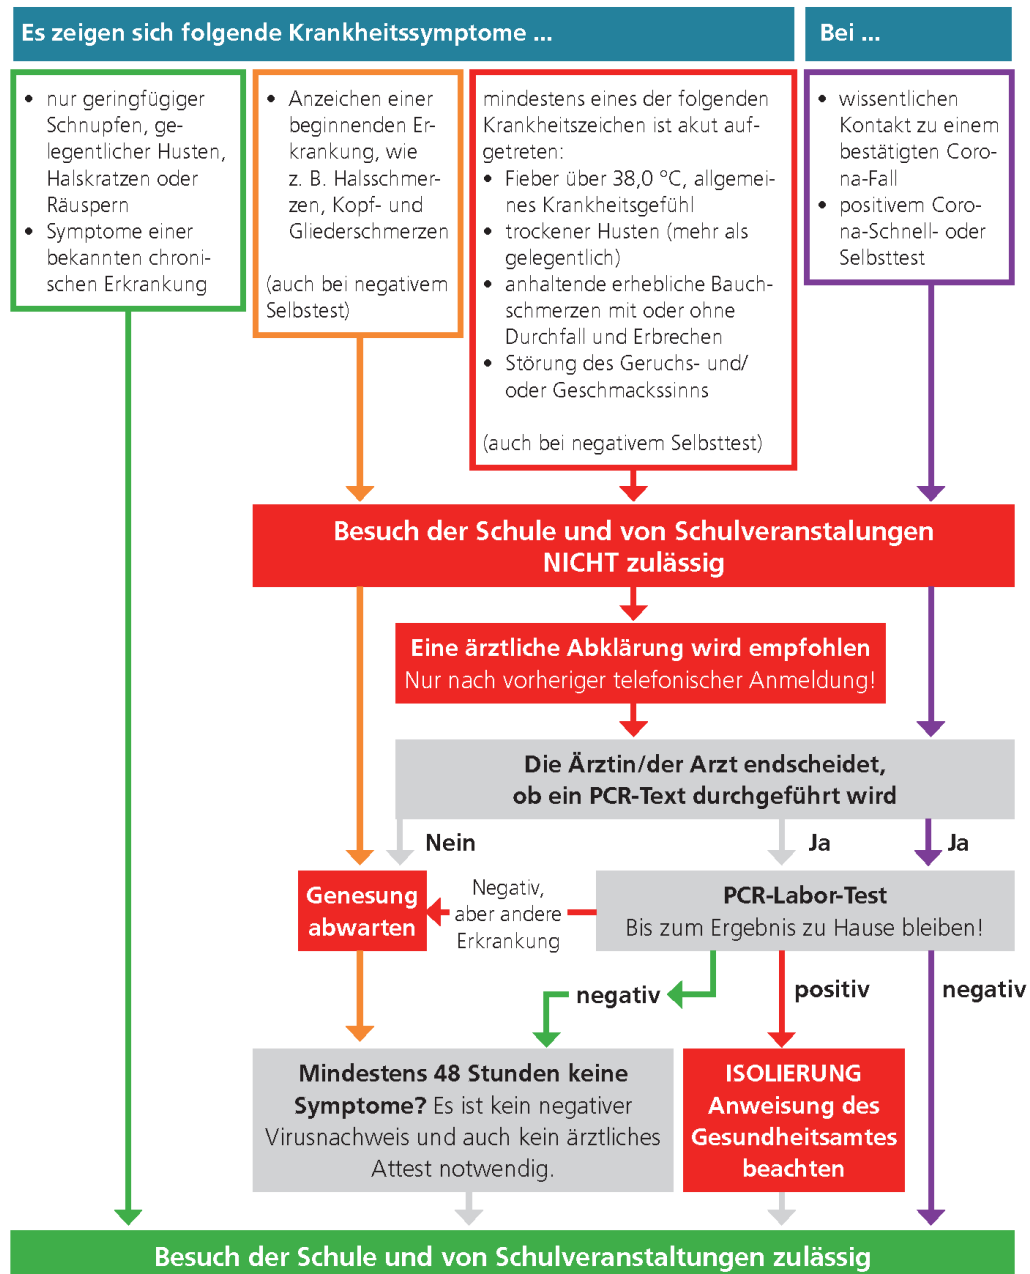 Es zeigen sich folgende Krankheitssymptome ...
Bei ...
• nur geringfügiger
Schnupfen, ge-
legentlicher Husten,
Halskratzen oder
Räuspern
• Symptome einer
bekannten chroni-
schen Erkrankung
• Anzeichen einer
beginnenden Er-
krankung, wie
z. B. Halsschmer-
zen, Kopf- und
Gliederschmerzen
(auch bei negativem
Selbstest)
mindestens eines der folgenden
Krankheitszeichen ist akut auf-
getreten:
• Fieber über 38,0 °C, allgemei-
nes Krankheitsgefühl
• trockener Husten (mehr als
gelegentlich)
• anhaltende erhebliche Bauch-
schmerzen mit oder ohne
Durchfall und Erbrechen
• Störung des Geruchs- und/
oder Geschmackssinns
(auch bei negativem Selbsttest)
• wissentlichen
Kontakt zu einem
bestätigten Coro-
na-Fall
• positivem Coro-
na-Schnell- oder
Selbsttest
Besuch der Schule und von Schulveranstalungen
NICHT zulässig
Eine ärztliche Abklärung wird empfohlen
Nur nach vorheriger telefonischer Anmeldung!
Die Ärztin/der Arzt endscheidet,
ob ein PCR-Text durchgeführt wird
Nein
Ja
Ja
Genesung
abwarten
Negativ,
aber andere
Erkrankung
PCR-Labor-Test
Bis zum Ergebnis zu Hause bleiben!
negativ
positiv
negativ
Mindestens 48 Stunden keine
Symptome? Es ist kein negativer
Virusnachweis und auch kein ärztliches
Attest notwendig.
ISOLIERUNG
Anweisung des
Gesundheitsamtes
beachten
Besuch der Schule und von Schulveranstaltungen zulässig